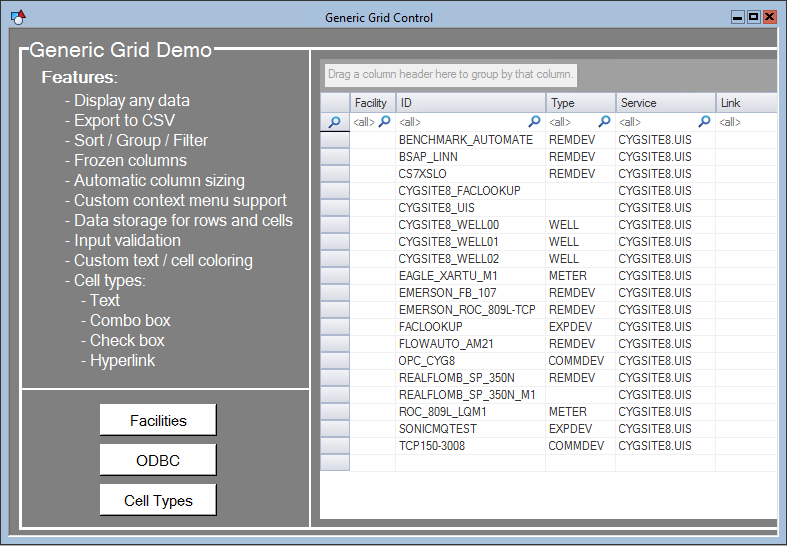 Generic Grid Control
Generic Grid Demo
Features:
- Display any data
- Export to CSV
- Sort / Group / Filter
- Frozen columns
- Automatic column sizing
- Custom context menu support
- Data storage for rows and cells
- Input validation
- Custom text / cell coloring
- Cell types:
- Text
- Combo box
- Check box
- Hyperlink
Facilities
ODBC
Cell Types
Drag a column header here to group by that column.
Facility ID Type Service Link
<all> <all> <all> <all> <all>
BENCHMARK_AUTOMATE REMDEV CYGSITE8.UIS
BSAP_LINN REMDEV CYGSITE8.UIS
CS7XSLO REMDEV CYGSITE8.UIS
CYGSITE8_FACLOOKUP CYGSITE8.UIS
CYGSITE8_UIS CYGSITE8.UIS
CYGSITE8_WELL00 WELL CYGSITE8.UIS
CYGSITE8_WELL01 WELL CYGSITE8.UIS
CYGSITE8_WELL02 WELL CYGSITE8.UIS
EAGLE_XARTU_M1 METER CYGSITE8.UIS
EMERSON_FB_107 REMDEV CYGSITE8.UIS
EMERSON_ROC_809L-TCP REMDEV CYGSITE8.UIS
FACLOOKUP EXPDEV CYGSITE8.UIS
FLOWAUTO_AM21 REMDEV CYGSITE8.UIS
OPC_CYG8 COMMDEV CYGSITE8.UIS
REALFLOMB_SP_350N REMDEV CYGSITE8.UIS
REALFLOMB_SP_350N_M1 CYGSITE8.UIS
ROC_809L_LQM1 METER CYGSITE8.UIS
SONICMQTEST EXPDEV CYGSITE8.UIS
TCP150-3008 COMMDEV CYGSITE8.UIS